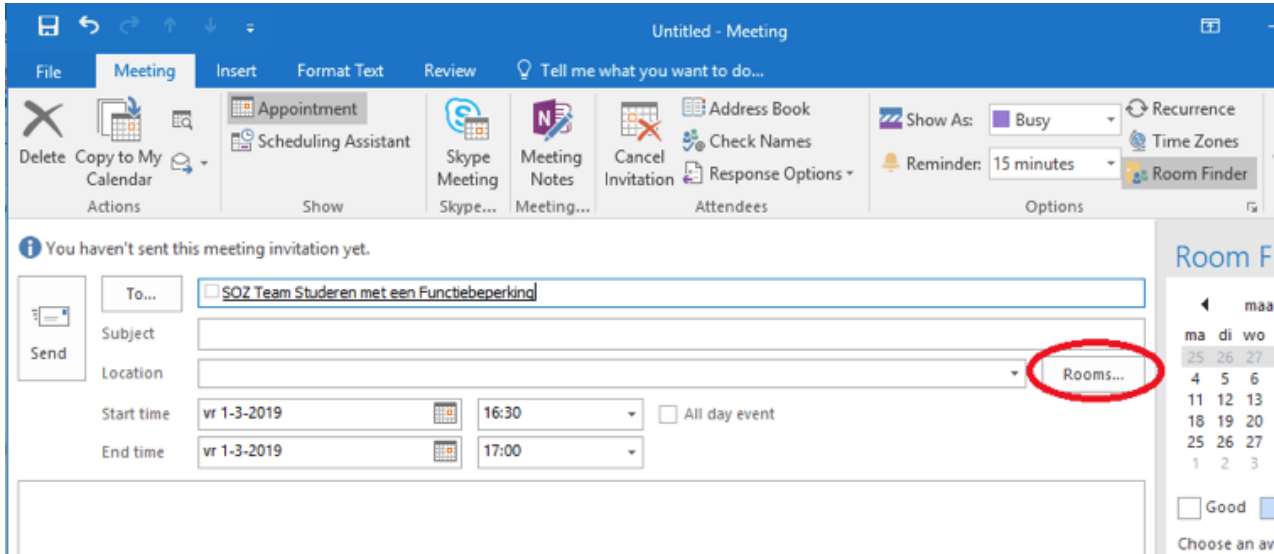 Untitled - Meeting
File Meeting Insert Format Text Review Tell me what you want to do...
Delete
Copy to My Calendar
Actions
Appointment
Scheduling Assistant
Show
Skype Meeting
Skype...
Meeting Notes
Meeting...
Cancel Invitation
Address Book
Check Names
Response Options
Attendees
Show As: Busy
Reminder: 15 minutes
Recurrence
Time Zones
Room Finder
Options
You haven't sent this meeting invitation yet.
Send
To... SOZ Team Studeren met een Functiebeperking
Subject
Location Rooms...
Start time vr 1-3-2019 16:30 All day event
End time vr 1-3-2019 17:00
Room F
maa
ma di wo
25 26 27
4 5 6
11 12 13
18 19 20
25 26 27
1 2 3
Good
Choose an av